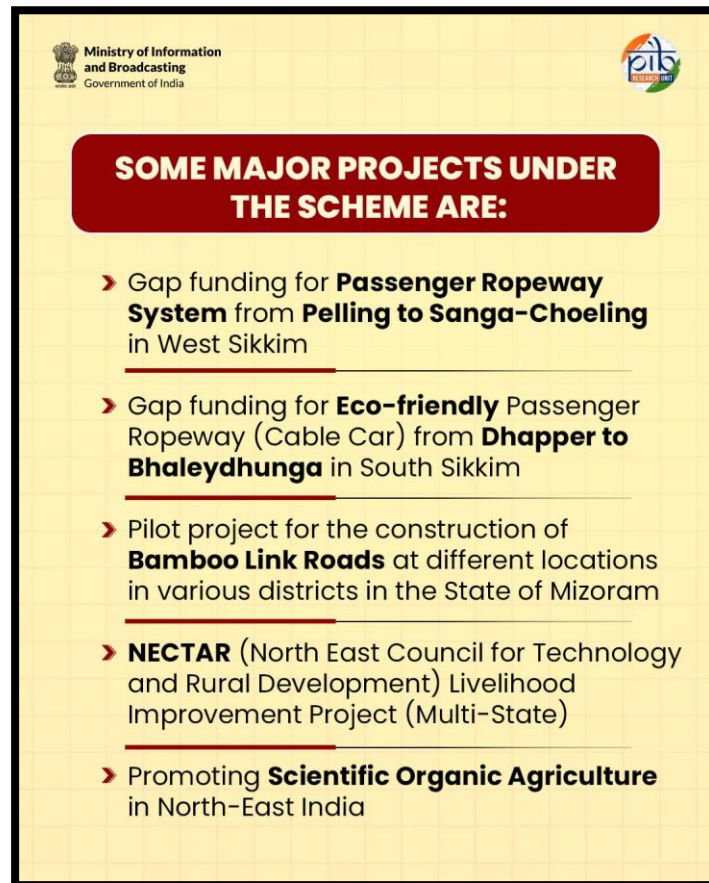 Ministry of Information
and Broadcasting
Government of India
pib
RESEARCH UNIT
SOME MAJOR PROJECTS UNDER
THE SCHEME ARE:
Gap funding for Passenger Ropeway
System from Pelling to Sanga-Choeling
in West Sikkim
Gap funding for Eco-friendly Passenger
Ropeway (Cable Car) from Dhapper to
Bhaleydhunga in South Sikkim
Pilot project for the construction of
Bamboo Link Roads at different locations
in various districts in the State of Mizoram
NECTAR (North East Council for Technology
and Rural Development) Livelihood
Improvement Project (Multi-State)
Promoting Scientific Organic Agriculture
in North-East India